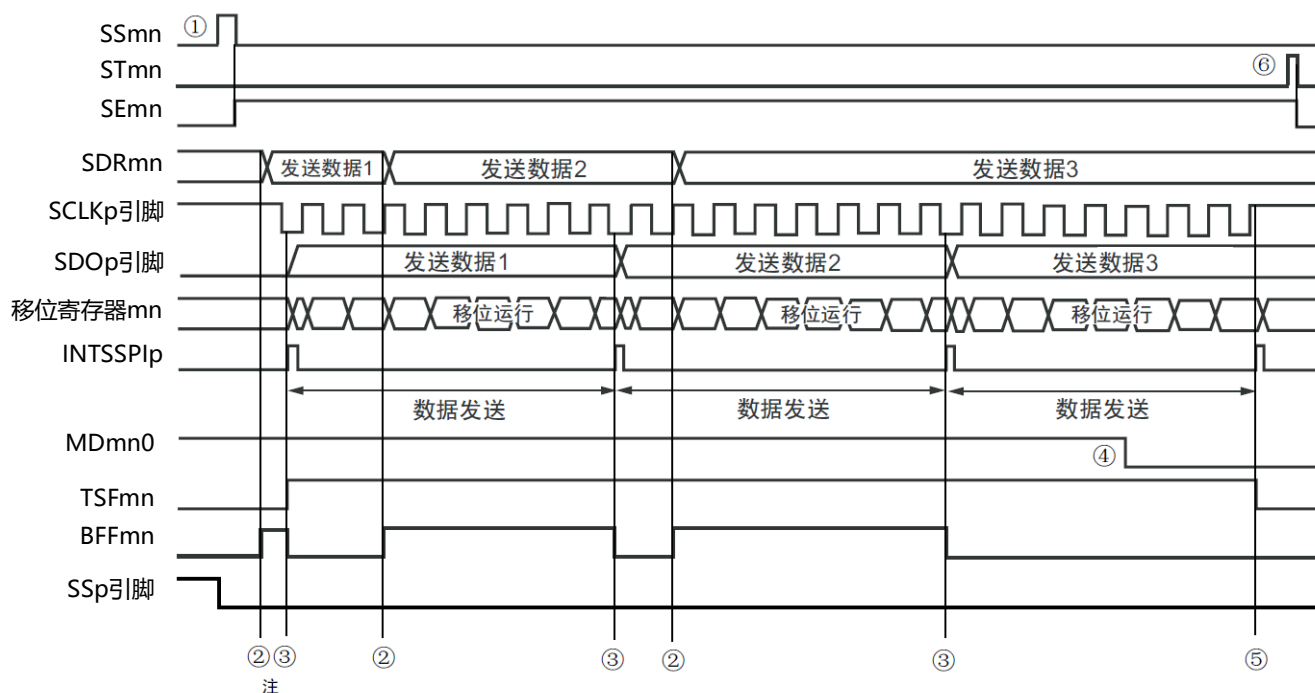 SSmn ①
STmn ⑥
SEmn
SDRmn 发送数据1 发送数据2 发送数据3
SCLKp引脚
SDOp引脚 发送数据1 发送数据2 发送数据3
移位寄存器mn 移位运行 移位运行 移位运行
INTSSPIp
数据发送 数据发送 数据发送
MDmn0 ④
TSFmn
BFFmn
SSp引脚
② ③ ② ③ ② ③ ⑤
注